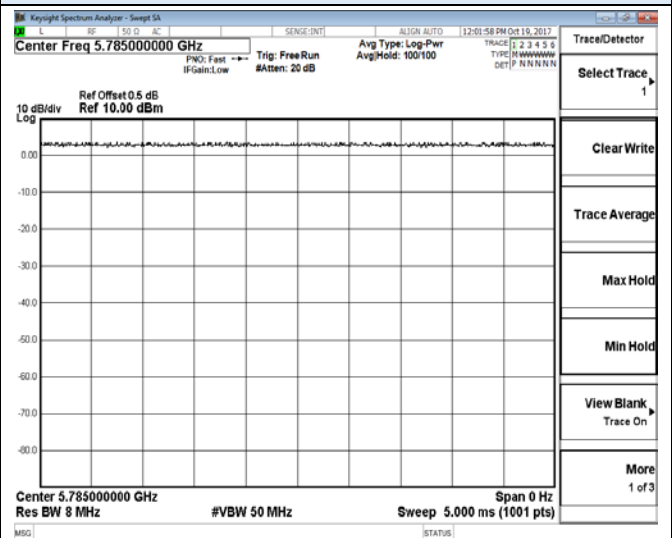 Keysight Spectrum Analyzer - Swept SA
L RF 50 Ω AC SENSE:INT ALIGN AUTO 12:01:58 PM Oct 19, 2017
Center Freq 5.785000000 GHz
PNO: Fast
IFGain:Low
Trig: Free Run
#Atten: 20 dB
Avg Type: Log-Pwr
Avg|Hold: 100/100
TRACE 1 2 3 4 5 6
TYPE M WWWWW
DET P N N N N N
Ref Offset 0.5 dB
10 dB/div Ref 10.00 dBm
Log
0.00
-10.0
-20.0
-30.0
-40.0
-50.0
-60.0
-70.0
-80.0
Center 5.785000000 GHz Span 0 Hz
Res BW 8 MHz #VBW 50 MHz Sweep 5.000 ms (1001 pts)
MSG STATUS
Trace/Detector
Select Trace
1
Clear Write
Trace Average
Max Hold
Min Hold
View Blank
Trace On
More
1 of 3